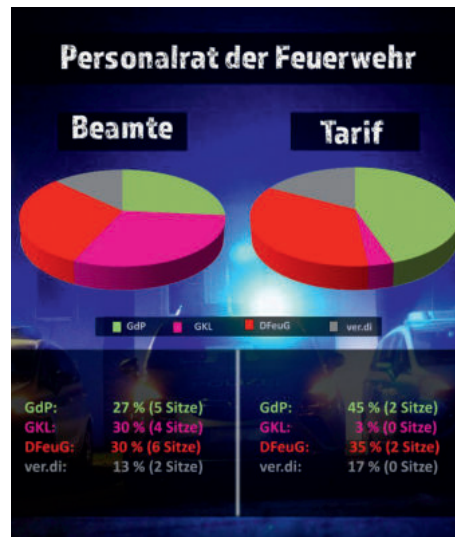 Personalrat der Feuerwehr
Beamte
Tarif
GdP GKL DFeuG ver.di
GdP: 27 % (5 Sitze)
GKL: 30 % (4 Sitze)
DFeuG: 30 % (6 Sitze)
ver.di: 13 % (2 Sitze)
GdP: 45 % (2 Sitze)
GKL: 3 % (0 Sitze)
DFeuG: 35 % (2 Sitze)
ver.di: 17 % (0 Sitze)